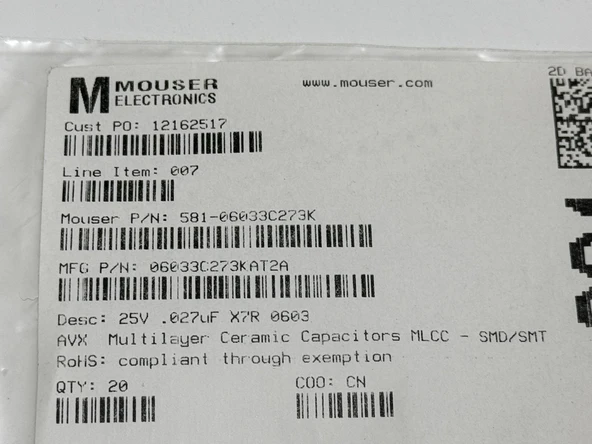 MOUSER ELECTRONICS
www.mouser.com
2D BA
Cust PO: 12162517
Line Item: 007
Mouser P/N: 581-06033C273K
MFG P/N: 06033C273KAT2A
Desc: 25V .027uF X7R 0603
AVX Multilayer Ceramic Capacitors MLCC - SMD/SMT
RoHS: compliant through exemption
QTY: 20
COO: CN